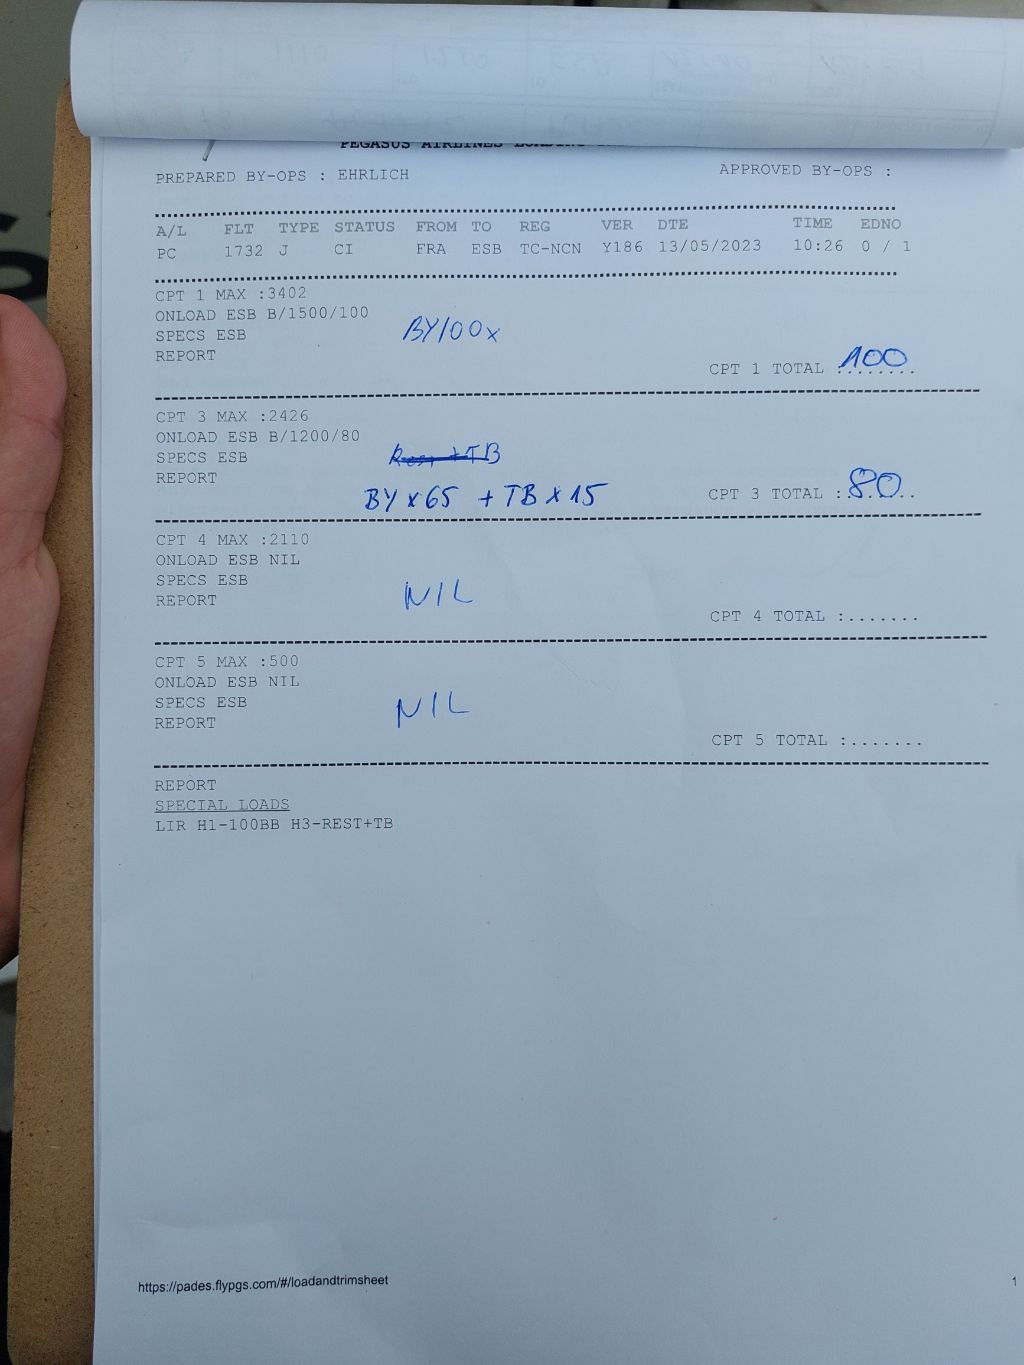 PEGASUS AIRLINES
PREPARED BY-OPS : EHRLICH
APPROVED BY-OPS :
A/L FLT TYPE STATUS FROM TO REG VER DTE TIME EDNO
PC 1732 J CI FRA ESB TC-NCN Y186 13/05/2023 10:26 0 / 1
CPT 1 MAX :3402
ONLOAD ESB B/1500/100
SPECS ESB
BY100x
REPORT
CPT 1 TOTAL :100
CPT 3 MAX :2426
ONLOAD ESB B/1200/80
SPECS ESB
Rest +TB
REPORT
BY x 65 + TB x 15
CPT 3 TOTAL :80..
CPT 4 MAX :2110
ONLOAD ESB NIL
SPECS ESB
REPORT
NIL
CPT 4 TOTAL :.......
CPT 5 MAX :500
ONLOAD ESB NIL
SPECS ESB
NIL
REPORT
CPT 5 TOTAL :.......
REPORT
SPECIAL LOADS
LIR H1-100BB H3-REST+TB
https://pades.flypgs.com/#/loadandtrimsheet
1